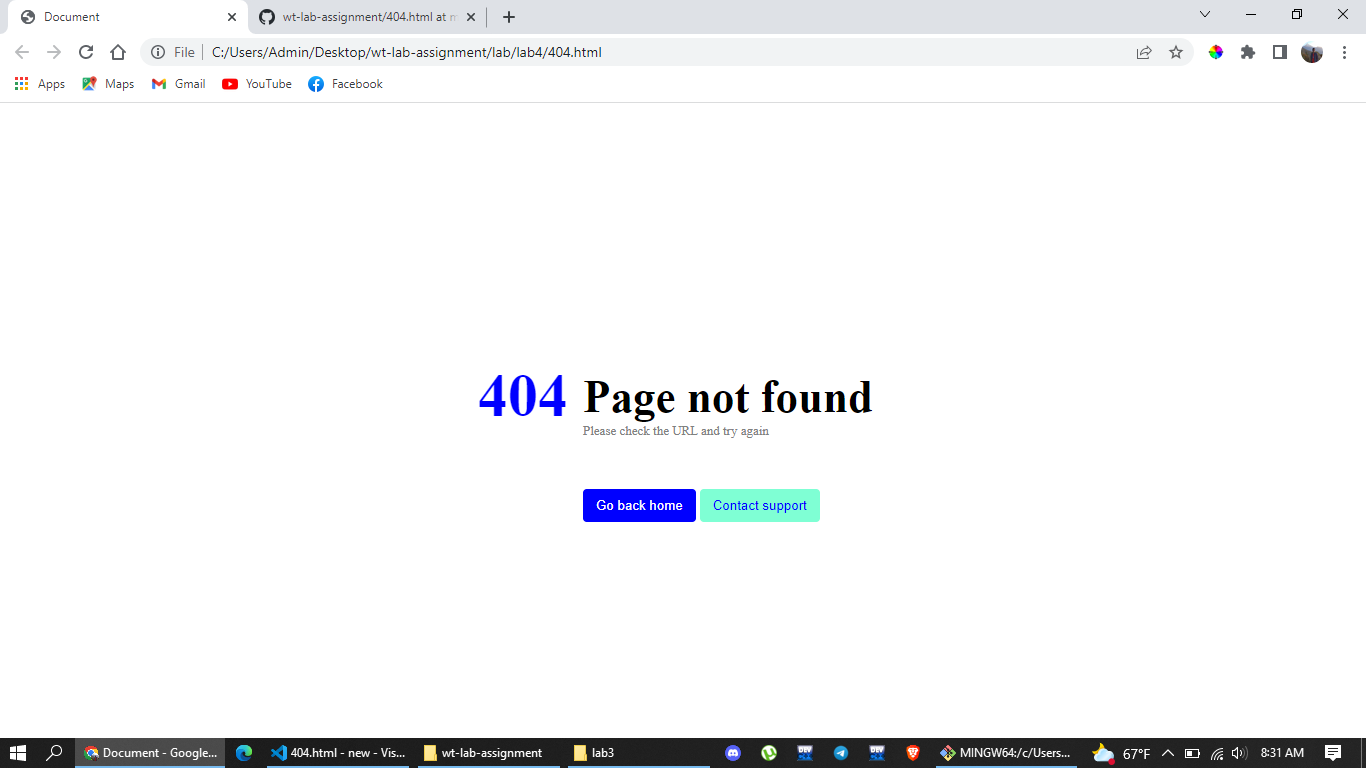 Document
wt-lab-assignment/404.html at m
File
C:/Users/Admin/Desktop/wt-lab-assignment/lab/lab4/404.html
Apps
Maps
Gmail
YouTube
Facebook
404 Page not found
Please check the URL and try again
Go back home
Contact support
Document - Google...
404.html - new - Vis...
wt-lab-assignment
lab3
DEV
DEV
MINGW64:/c/Users...
67°F
8:31 AM